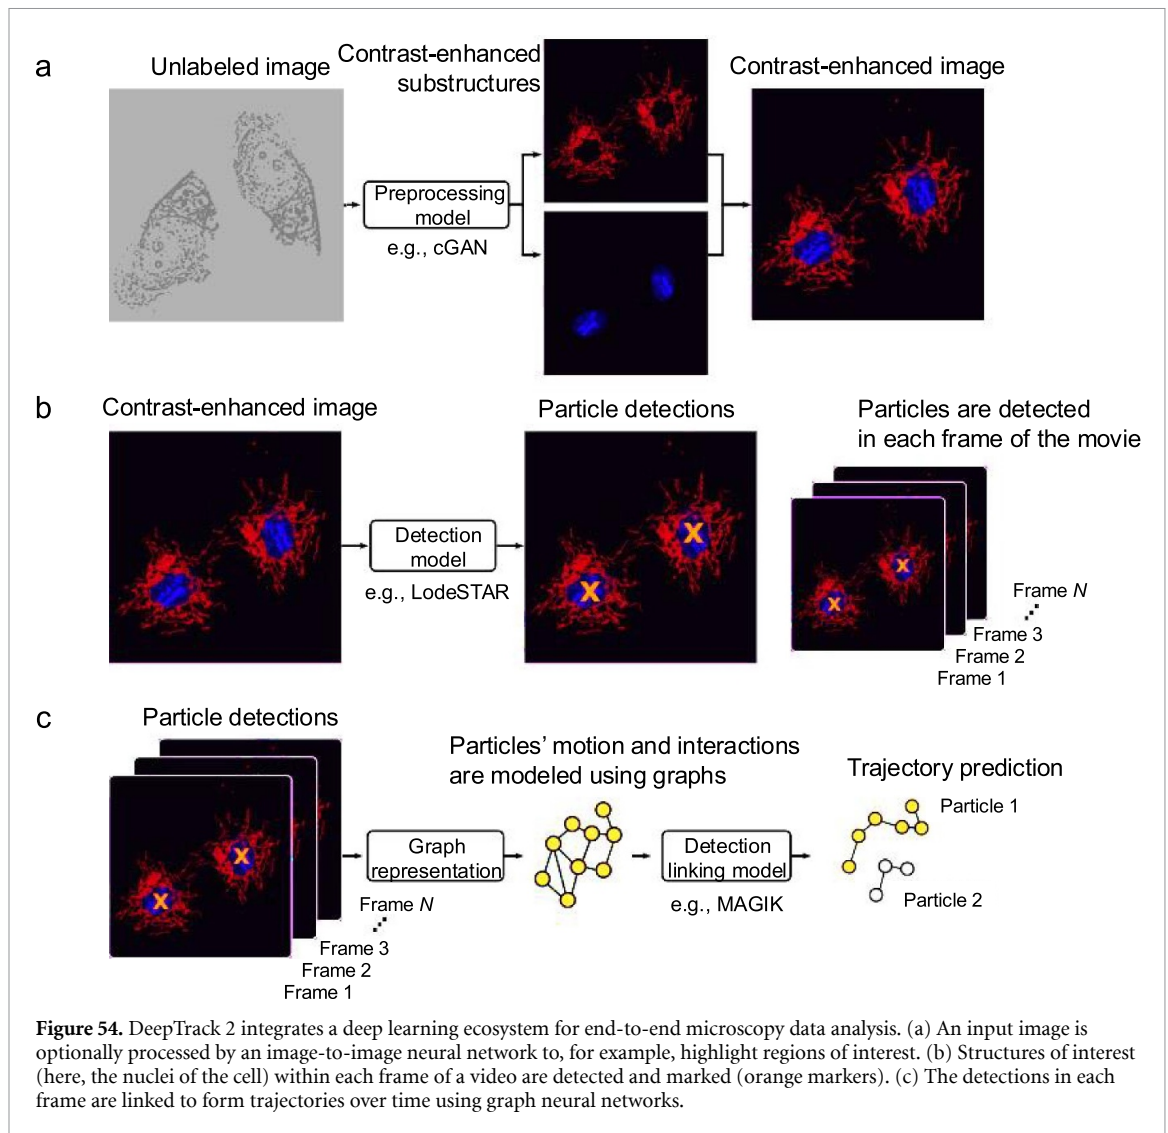 a
Unlabeled image
Contrast-enhanced
substructures
Contrast-enhanced image
Preprocessing
model
e.g., cGAN
b
Contrast-enhanced image
Particle detections
Particles are detected
in each frame of the movie
Detection
model
e.g., LodeSTAR
X
X
X
X
Frame N
Frame 3
Frame 2
Frame 1
c
Particle detections
Particles' motion and interactions
are modeled using graphs
Trajectory prediction
X
X
Graph
representation
Detection
linking model
e.g., MAGIK
Particle 1
Particle 2
Frame N
Frame 3
Frame 2
Frame 1
Figure 54. DeepTrack 2 integrates a deep learning ecosystem for end-to-end microscopy data analysis. (a) An input image is
optionally processed by an image-to-image neural network to, for example, highlight regions of interest. (b) Structures of interest
(here, the nuclei of the cell) within each frame of a video are detected and marked (orange markers). (c) The detections in each
frame are linked to form trajectories over time using graph neural networks.